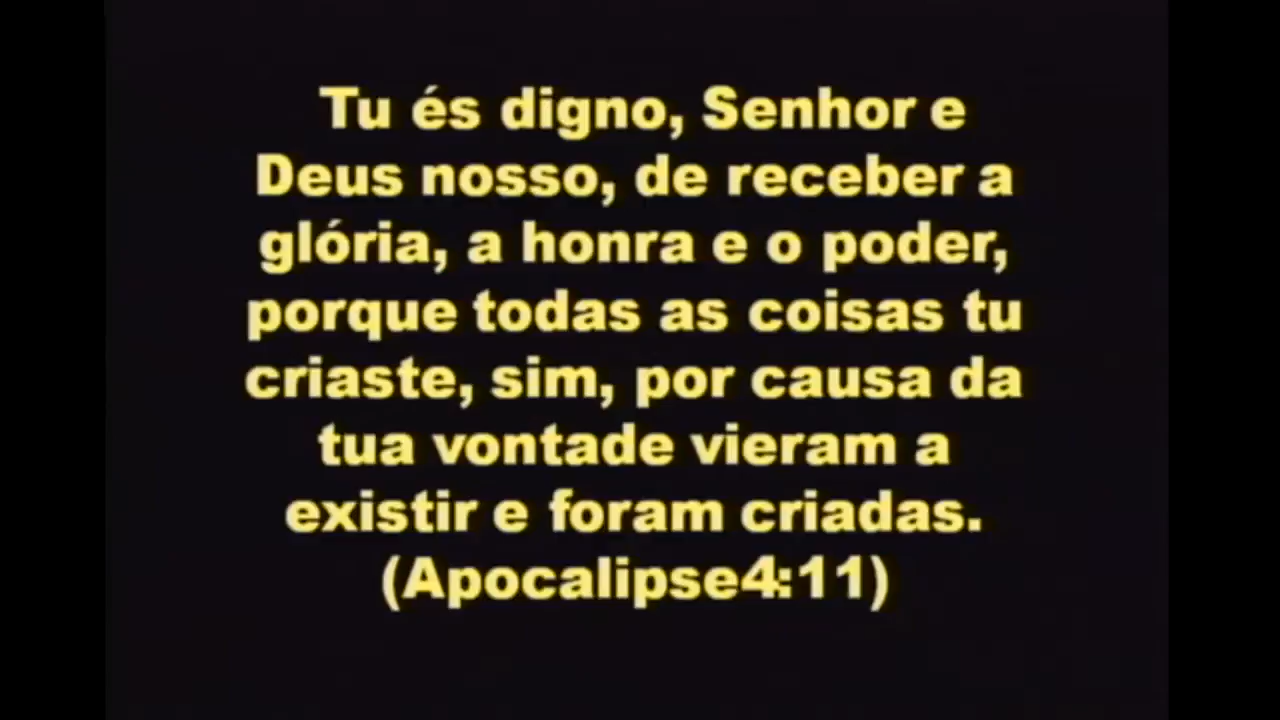 Tu és digno, Senhor e
Deus nosso, de receber a
glória, a honra e o poder,
porque todas as coisas tu
criaste, sim, por causa da
tua vontade vieram a
existir e foram criadas.
(Apocalipse4:11)